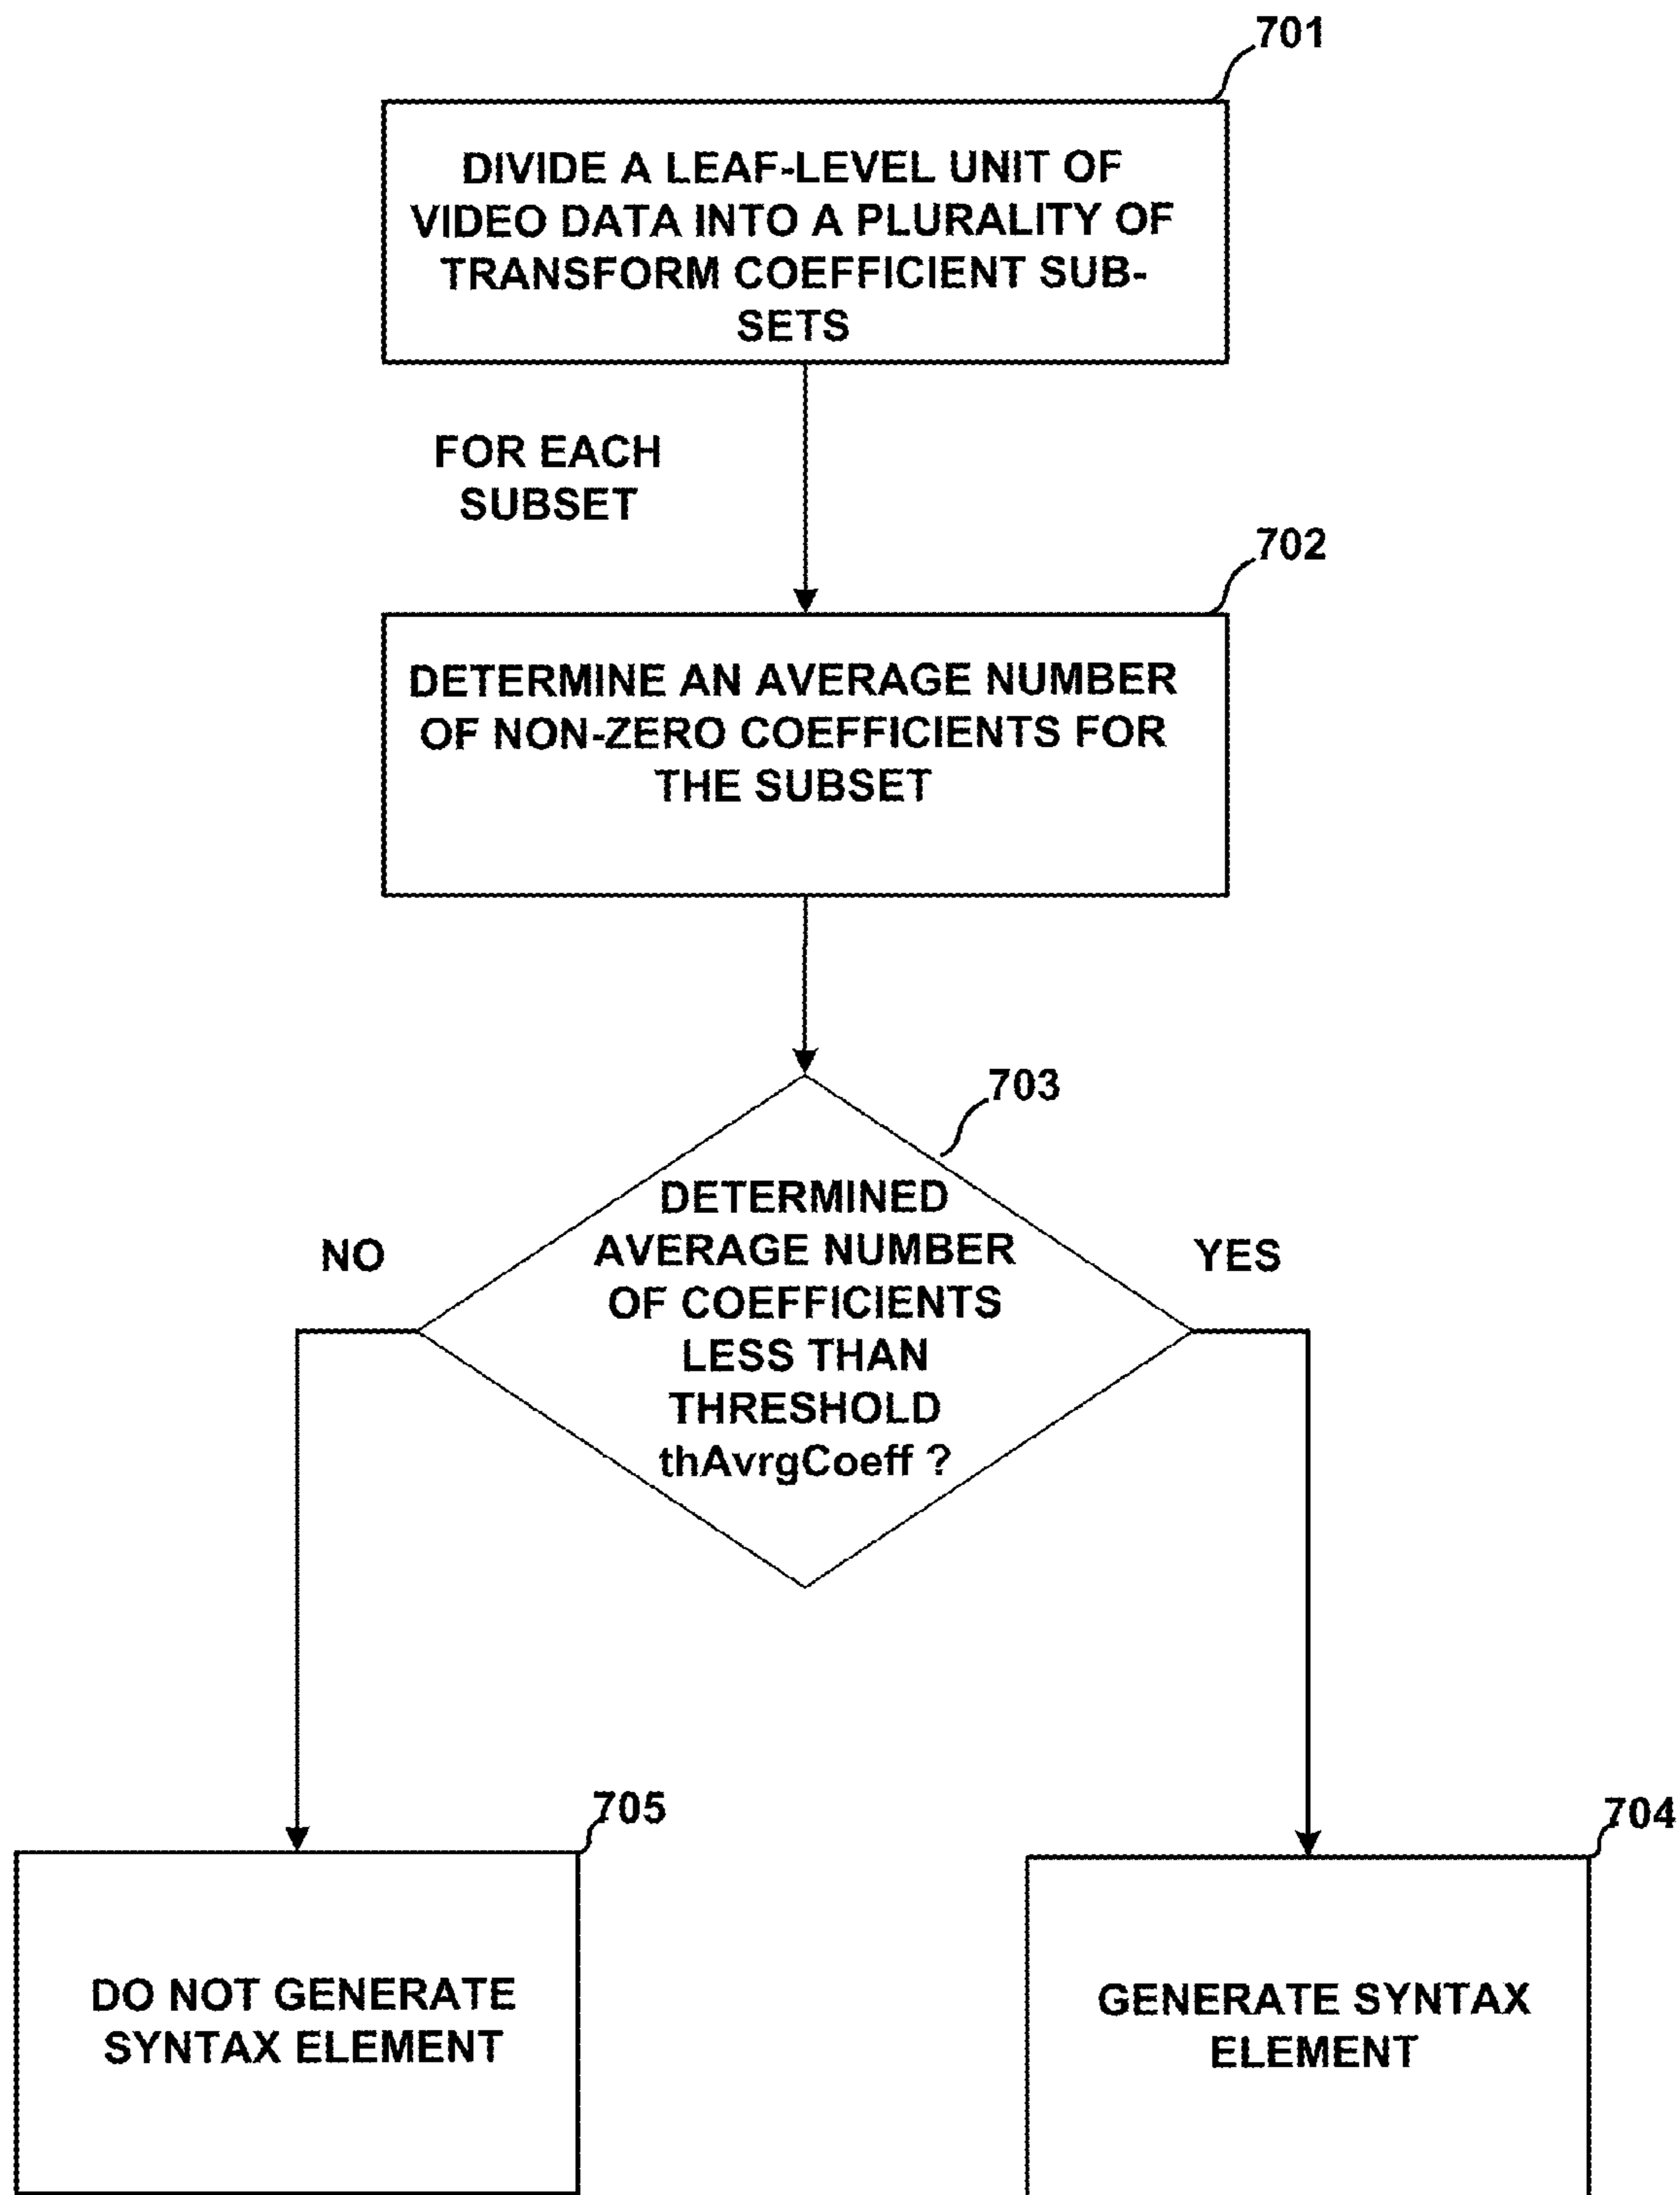 701
DIVIDE A LEAF-LEVEL UNIT OF
VIDEO DATA INTO A PLURALITY OF
TRANSFORM COEFFICIENT SUB-
SETS
FOR EACH
SUBSET
702
DETERMINE AN AVERAGE NUMBER
OF NON-ZERO COEFFICIENTS FOR
THE SUBSET
703
DETERMINED
AVERAGE NUMBER
OF COEFFICIENTS
LESS THAN
THRESHOLD
thAvrgCoeff ?
NO
YES
705
DO NOT GENERATE
SYNTAX ELEMENT
704
GENERATE SYNTAX
ELEMENT